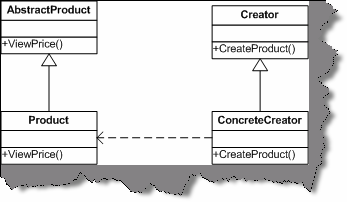 AbstractProduct
+ViewPrice()
Creator
+CreateProduct()
Product
+ViewPrice()
ConcreteCreator
+CreateProduct()